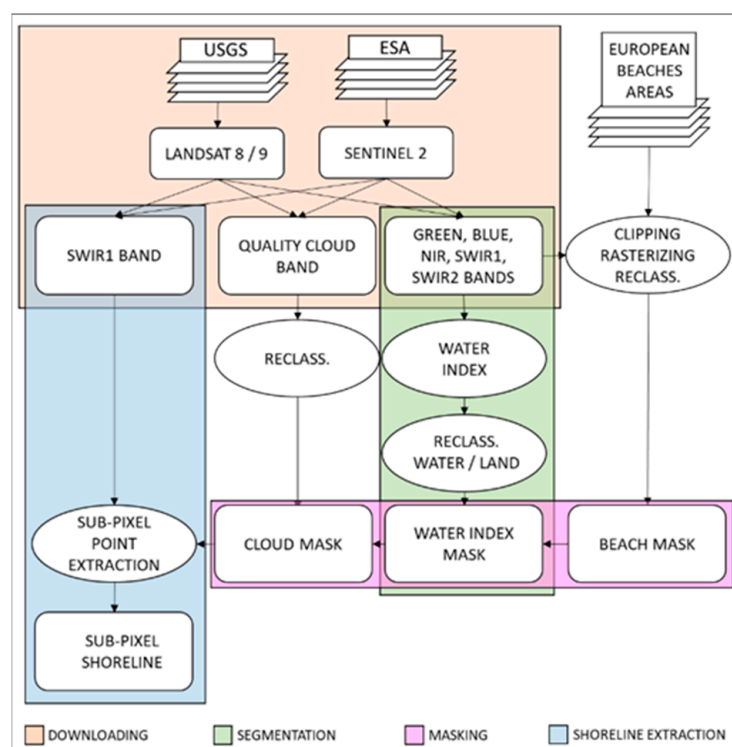 USGS
ESA
EUROPEAN
BEACHES
AREAS
LANDSAT 8 / 9
SENTINEL 2
SWIR1 BAND
QUALITY CLOUD
BAND
GREEN, BLUE,
NIR, SWIR1,
SWIR2 BANDS
CLIPPING
RASTERIZING
RECLASS.
RECLASS.
WATER
INDEX
RECLASS.
WATER / LAND
SUB-PIXEL
POINT
EXTRACTION
CLOUD MASK
WATER INDEX
MASK
BEACH MASK
SUB-PIXEL
SHORELINE
DOWNLOADING
SEGMENTATION
MASKING
SHORELINE EXTRACTION